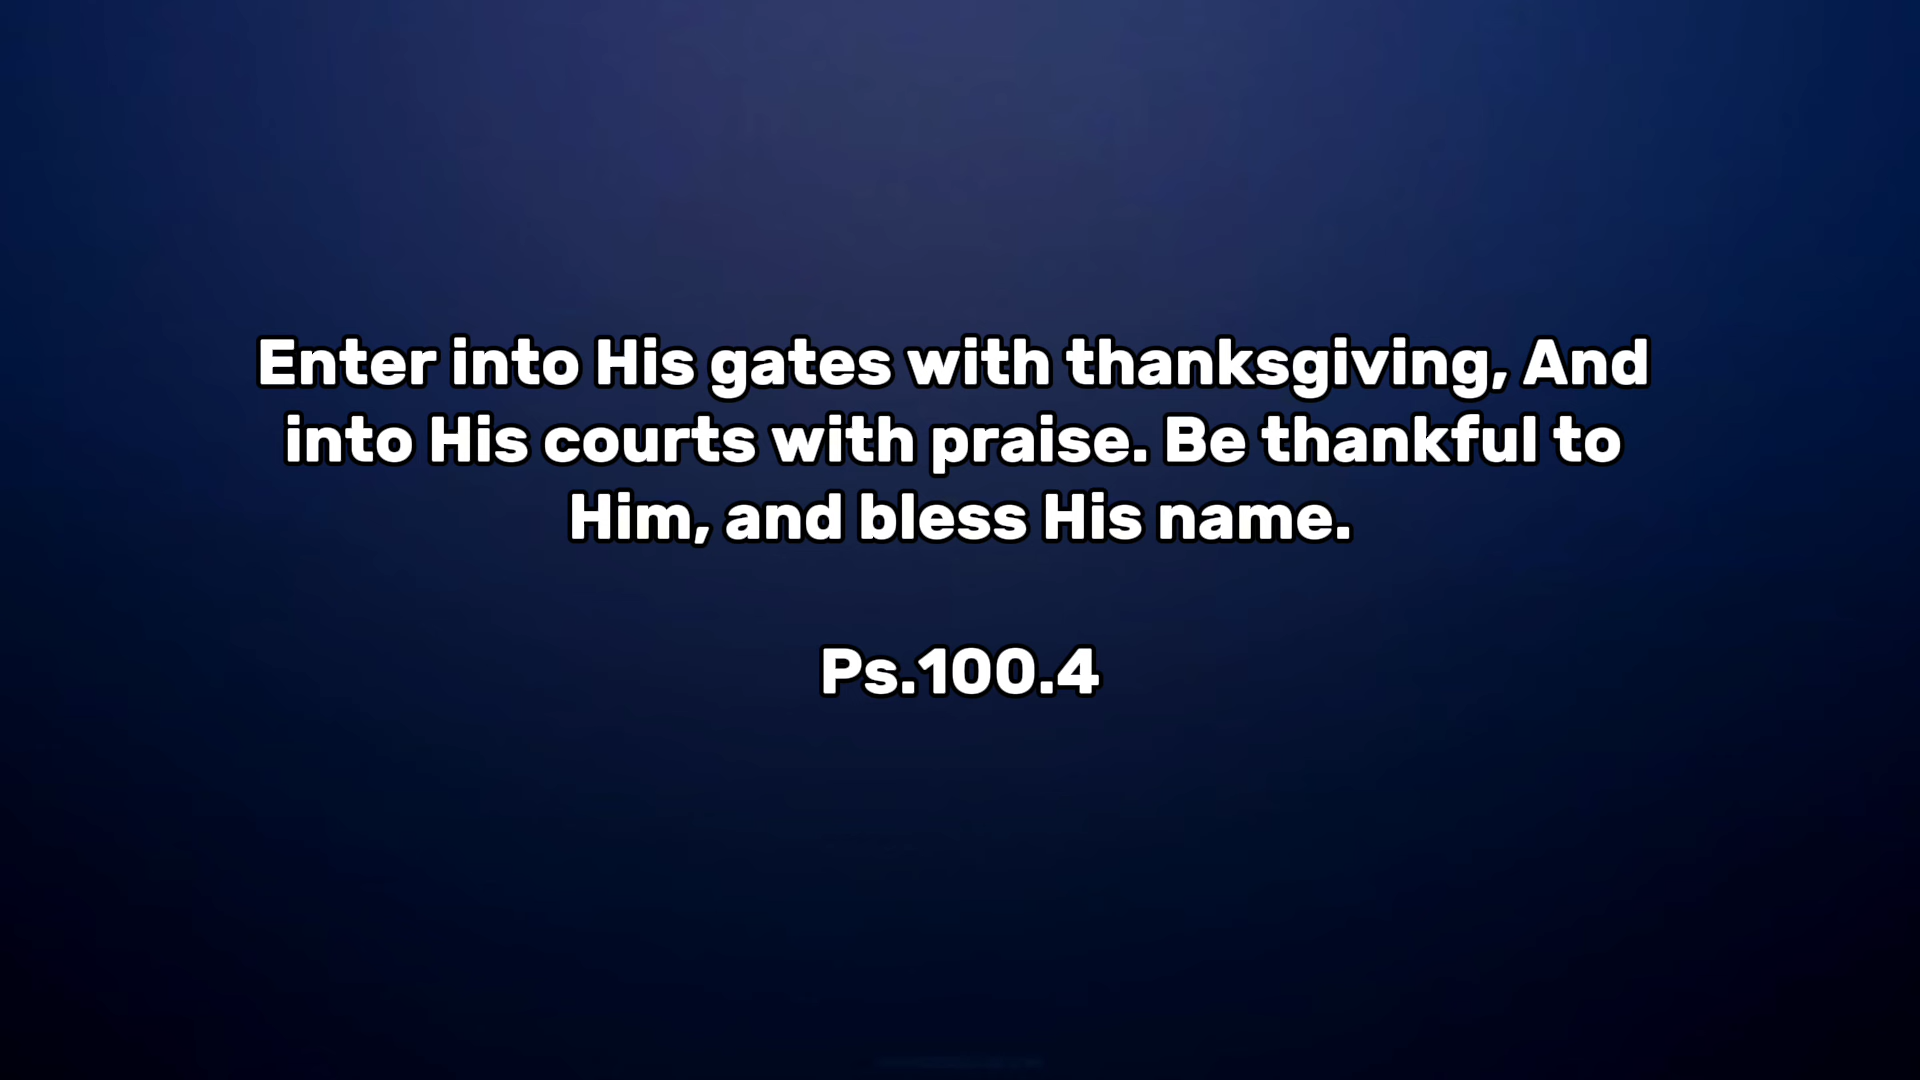 Enter into His gates with thanksgiving, And
into His courts with praise. Be thankful to
Him, and bless His name.
Ps.100.4